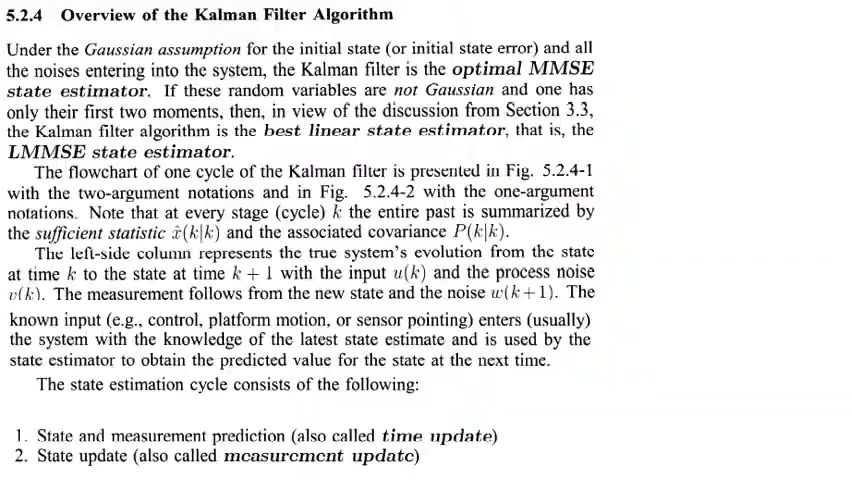 5.2.4 Overview of the Kalman Filter Algorithm
Under the Gaussian assumption for the initial state (or initial state error) and all
the noises entering into the system, the Kalman filter is the optimal MMSE
state estimator. If these random variables are not Gaussian and one has
only their first two moments, then, in view of the discussion from Section 3.3,
the Kalman filter algorithm is the best linear state estimator, that is, the
LMMSE state estimator.
The flowchart of one cycle of the Kalman filter is presented in Fig. 5.2.4-1
with the two-argument notations and in Fig. 5.2.4-2 with the one-argument
notations. Note that at every stage (cycle) k the entire past is summarized by
the sufficient statistic x̂(k|k) and the associated covariance P(k|k).
The left-side column represents the true system's evolution from the state
at time k to the state at time k + 1 with the input u(k) and the process noise
v(k). The measurement follows from the new state and the noise w(k+1). The
known input (e.g., control, platform motion, or sensor pointing) enters (usually)
the system with the knowledge of the latest state estimate and is used by the
state estimator to obtain the predicted value for the state at the next time.
The state estimation cycle consists of the following:
1. State and measurement prediction (also called time update)
2. State update (also called measurement update)